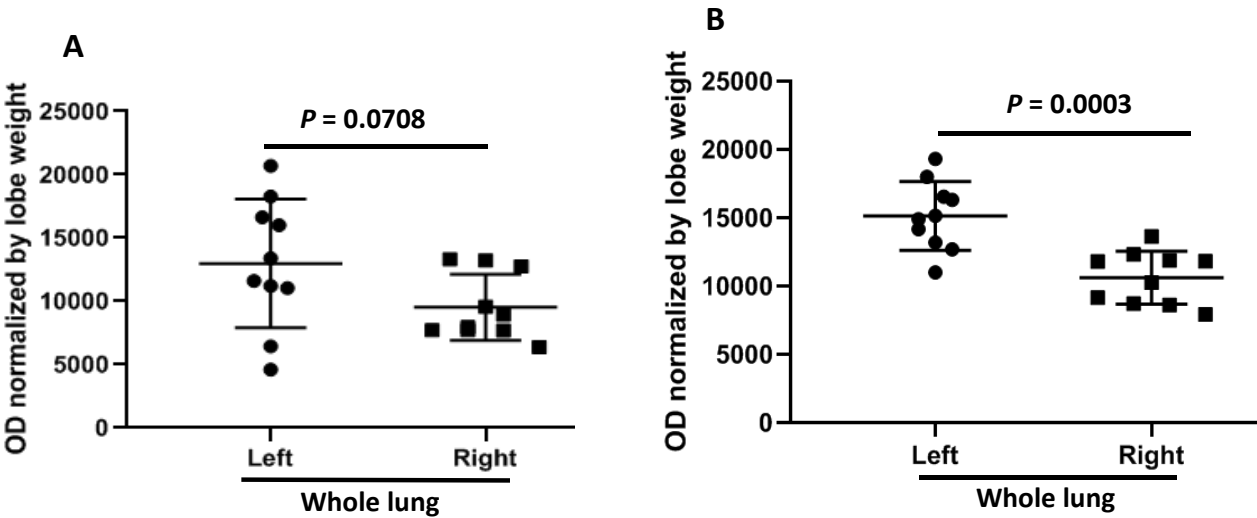 A
OD normalized by lobe weight
25000
20000
15000
10000
5000
0
P = 0.0708
Left
Right
Whole lung
B
OD normalized by lobe weight
25000
20000
15000
10000
5000
0
P = 0.0003
Left
Right
Whole lung